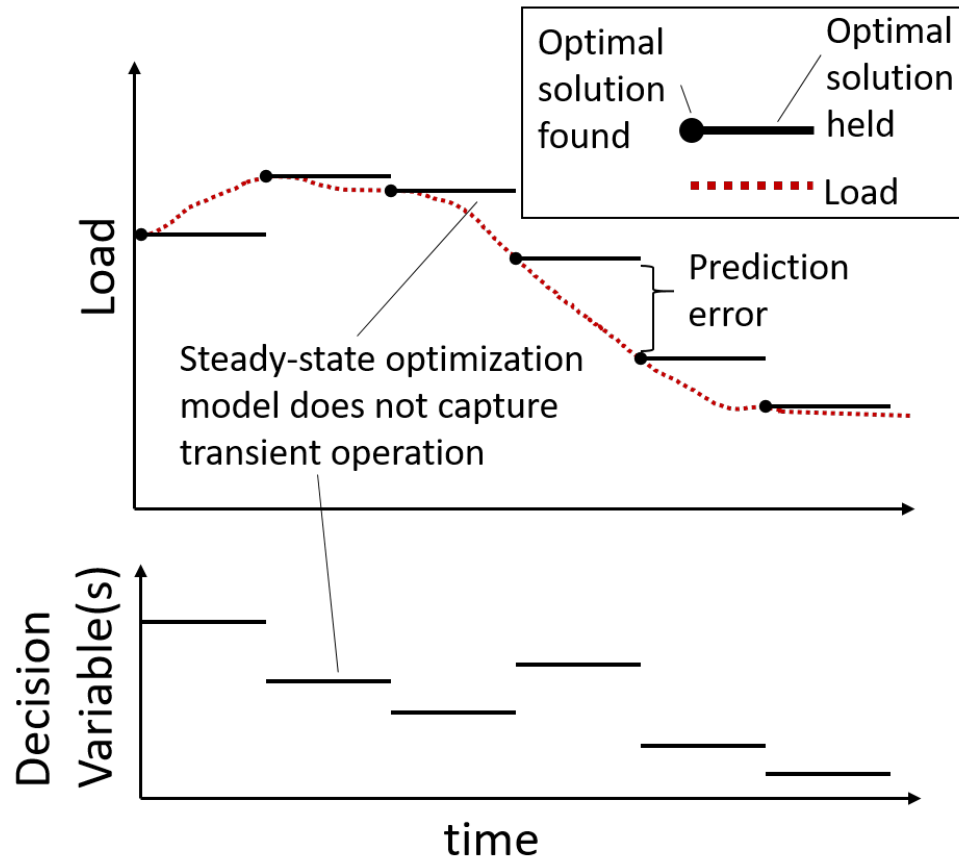 Optimal
solution
found
Optimal
solution
held
Load
Load
Prediction
error
Steady-state optimization
model does not capture
transient operation
Decision
Variable(s)
time